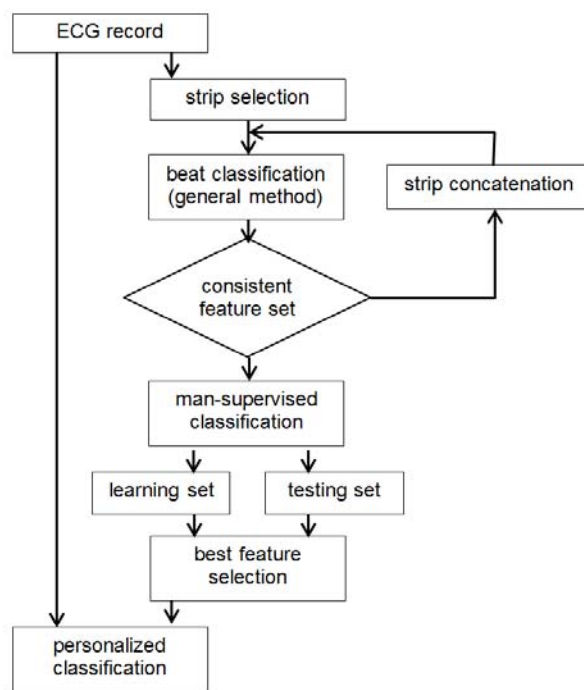 ECG record
strip selection
beat classification
(general method)
strip concatenation
consistent
feature set
man-supervised
classification
learning set
testing set
best feature
selection
personalized
classification